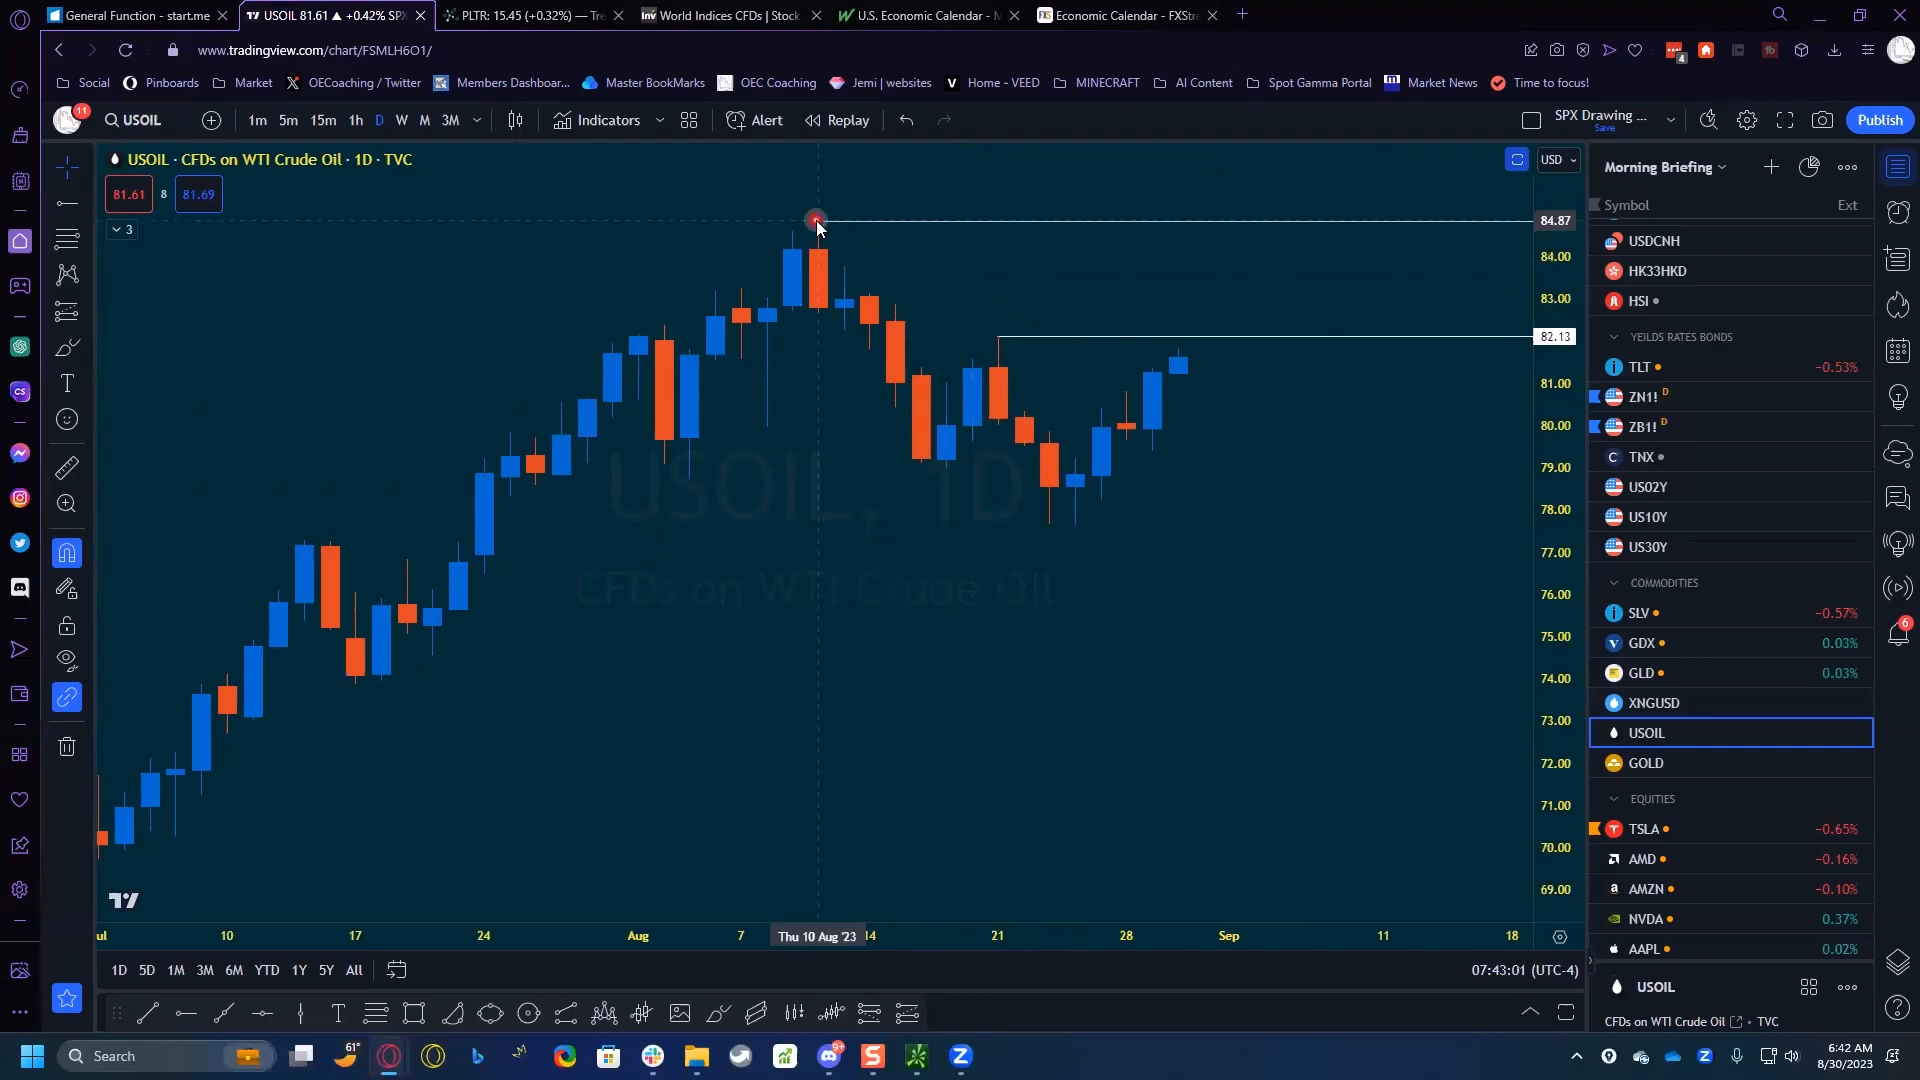 General Function - start.me
USOIL 81.61 ▲ +0.42% SPX
PLTR: 15.45 (+0.32%) — Tre
World Indices CFDs | Stock
U.S. Economic Calendar - M
Economic Calendar - FXStre
www.tradingview.com/chart/FSMLH6O1/
4
Social
Pinboards
Market
OECoaching / Twitter
Members Dashboar...
Master BookMarks
OEC Coaching
Jemi | websites
Home - VEED
MINECRAFT
AI Content
Spot Gamma Portal
Market News
Time to focus!
11
USOIL
1m 5m 15m 1h D W M 3M
Indicators
Alert
Replay
SPX Drawing ...
Save
Publish
USOIL · CFDs on WTI Crude Oil · 1D · TVC
81.61
8
81.69
3
USD
84.87
84.00
83.00
82.13
81.00
80.00
79.00
78.00
77.00
76.00
75.00
74.00
73.00
72.00
71.00
70.00
69.00
USOIL, 1D
CFDs on WTI Crude Oil
ul 10 17 24 Aug 7 Thu 10 Aug '23 14 21 28 Sep 11 18
1D 5D 1M 3M 6M YTD 1Y 5Y All
07:43:01 (UTC-4)
Morning Briefing
Symbol Ext
USDCNH
HK33HKD
HSI
YEILDS RATES BONDS
TLT −0.53%
ZN1! D
ZB1! D
TNX
US02Y
US10Y
US30Y
COMMODITIES
SLV −0.57%
GDX 0.03%
GLD 0.03%
XNGUSD
USOIL
GOLD
EQUITIES
TSLA −0.65%
AMD −0.16%
AMZN −0.10%
NVDA 0.37%
AAPL 0.02%
USOIL
CFDs on WTI Crude Oil • TVC
6
Search
61°
9+
6:42 AM
8/30/2023